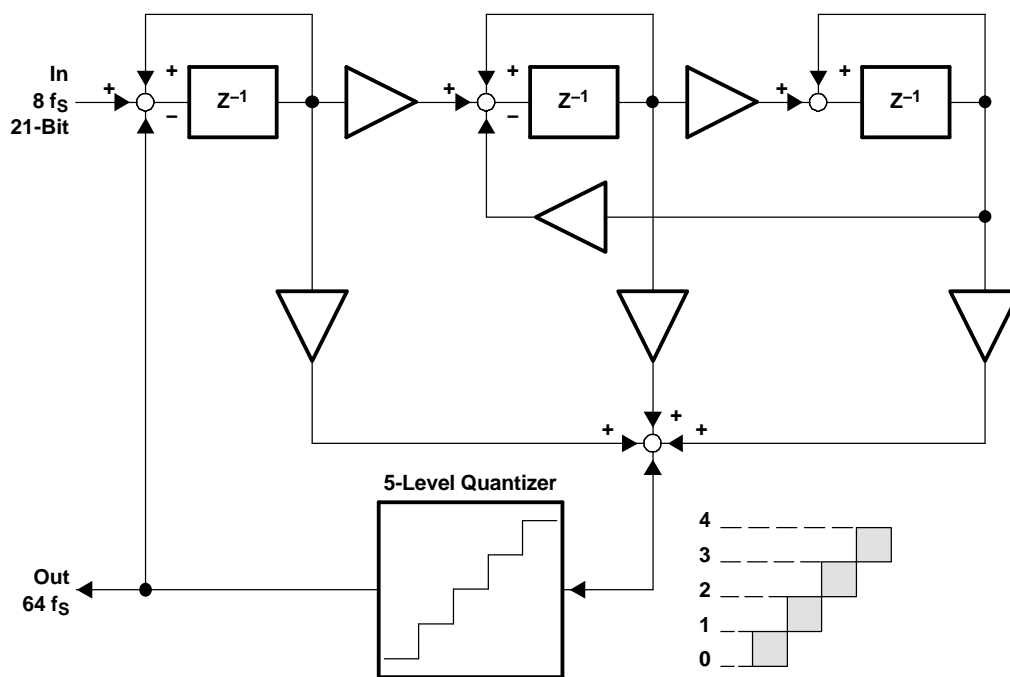 In
8 fS
21-Bit
+
+
−
Z–1
+
+
−
Z–1
+
+
Z–1
+
+
+
5-Level Quantizer
Out
64 fS
4
3
2
1
0